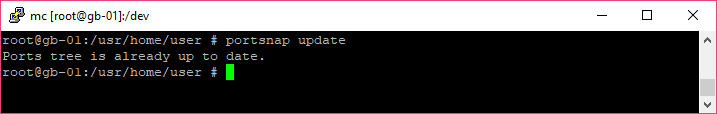 mc [root@gb-01]:/dev
root@gb-01:/usr/home/user # portsnap update
Ports tree is already up to date.
root@gb-01:/usr/home/user #